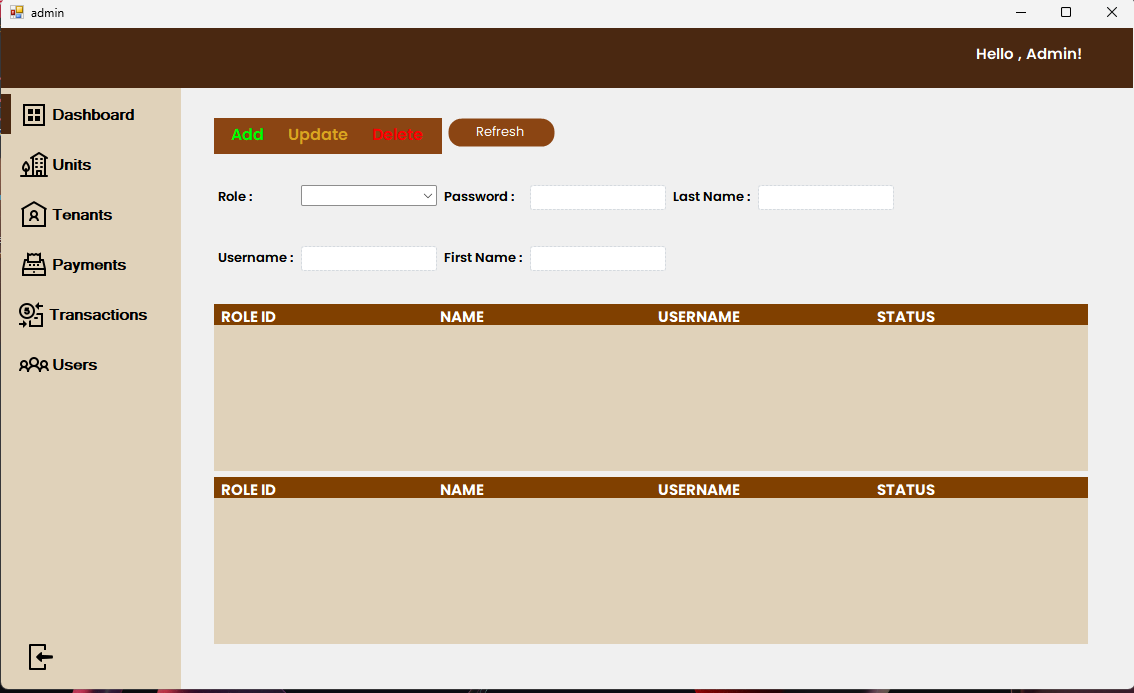 admin
Hello , Admin!
Dashboard
Units
Tenants
Payments
Transactions
Users
Add Update Delete Refresh
Role : Password : Last Name :
Username : First Name :
ROLE ID NAME USERNAME STATUS
ROLE ID NAME USERNAME STATUS